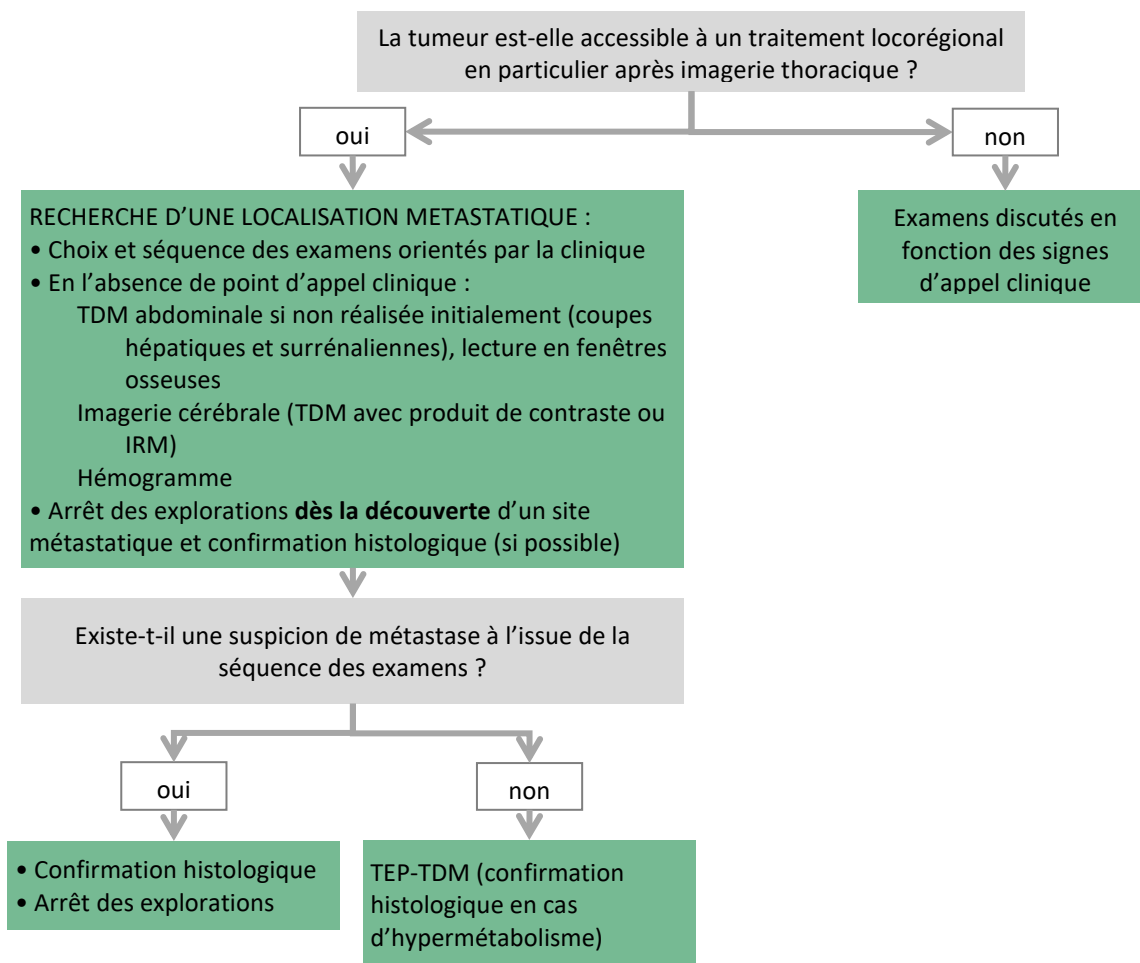 La tumeur est-elle accessible à un traitement locorégional
en particulier après imagerie thoracique ?
oui
non
RECHERCHE D’UNE LOCALISATION METASTATIQUE :
• Choix et séquence des examens orientés par la clinique
• En l’absence de point d’appel clinique :
TDM abdominale si non réalisée initialement (coupes
hépatiques et surrénaliennes), lecture en fenêtres
osseuses
Imagerie cérébrale (TDM avec produit de contraste ou
IRM)
Hémogramme
• Arrêt des explorations dès la découverte d’un site
métastatique et confirmation histologique (si possible)
Examens discutés en
fonction des signes
d’appel clinique
Existe-t-il une suspicion de métastase à l’issue de la
séquence des examens ?
oui
non
• Confirmation histologique
• Arrêt des explorations
TEP-TDM (confirmation
histologique en cas
d’hypermétabolisme)